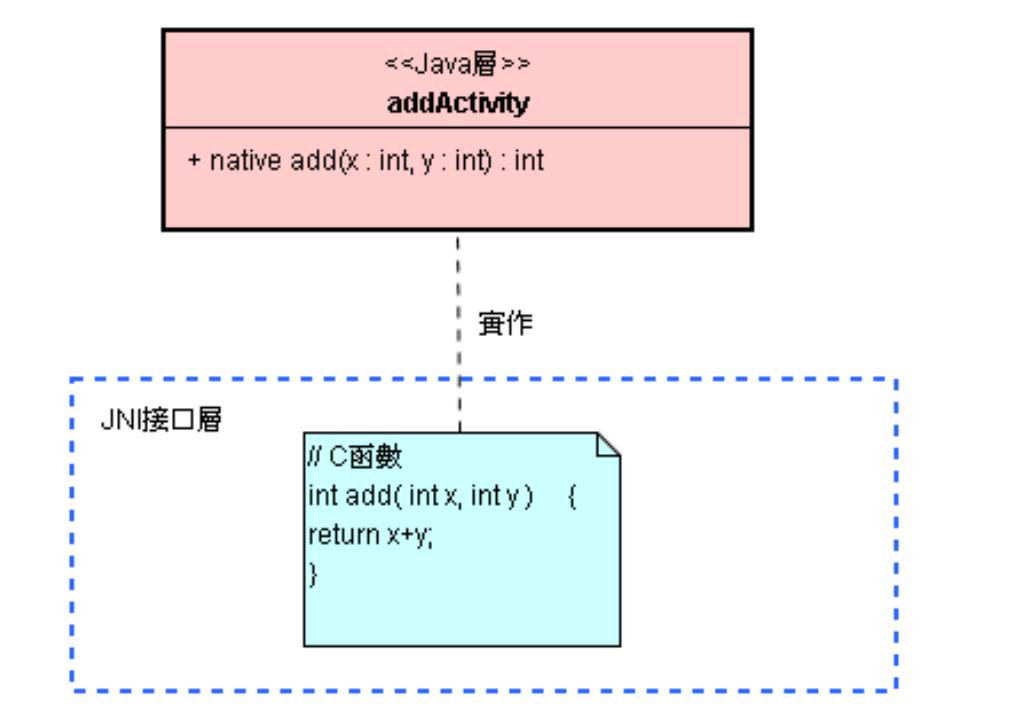 <<Java層>>
addActivity
+ native add(x : int, y : int) : int
實作
JNI接口層
// C函數
int add( int x, int y ) {
return x+y;
}